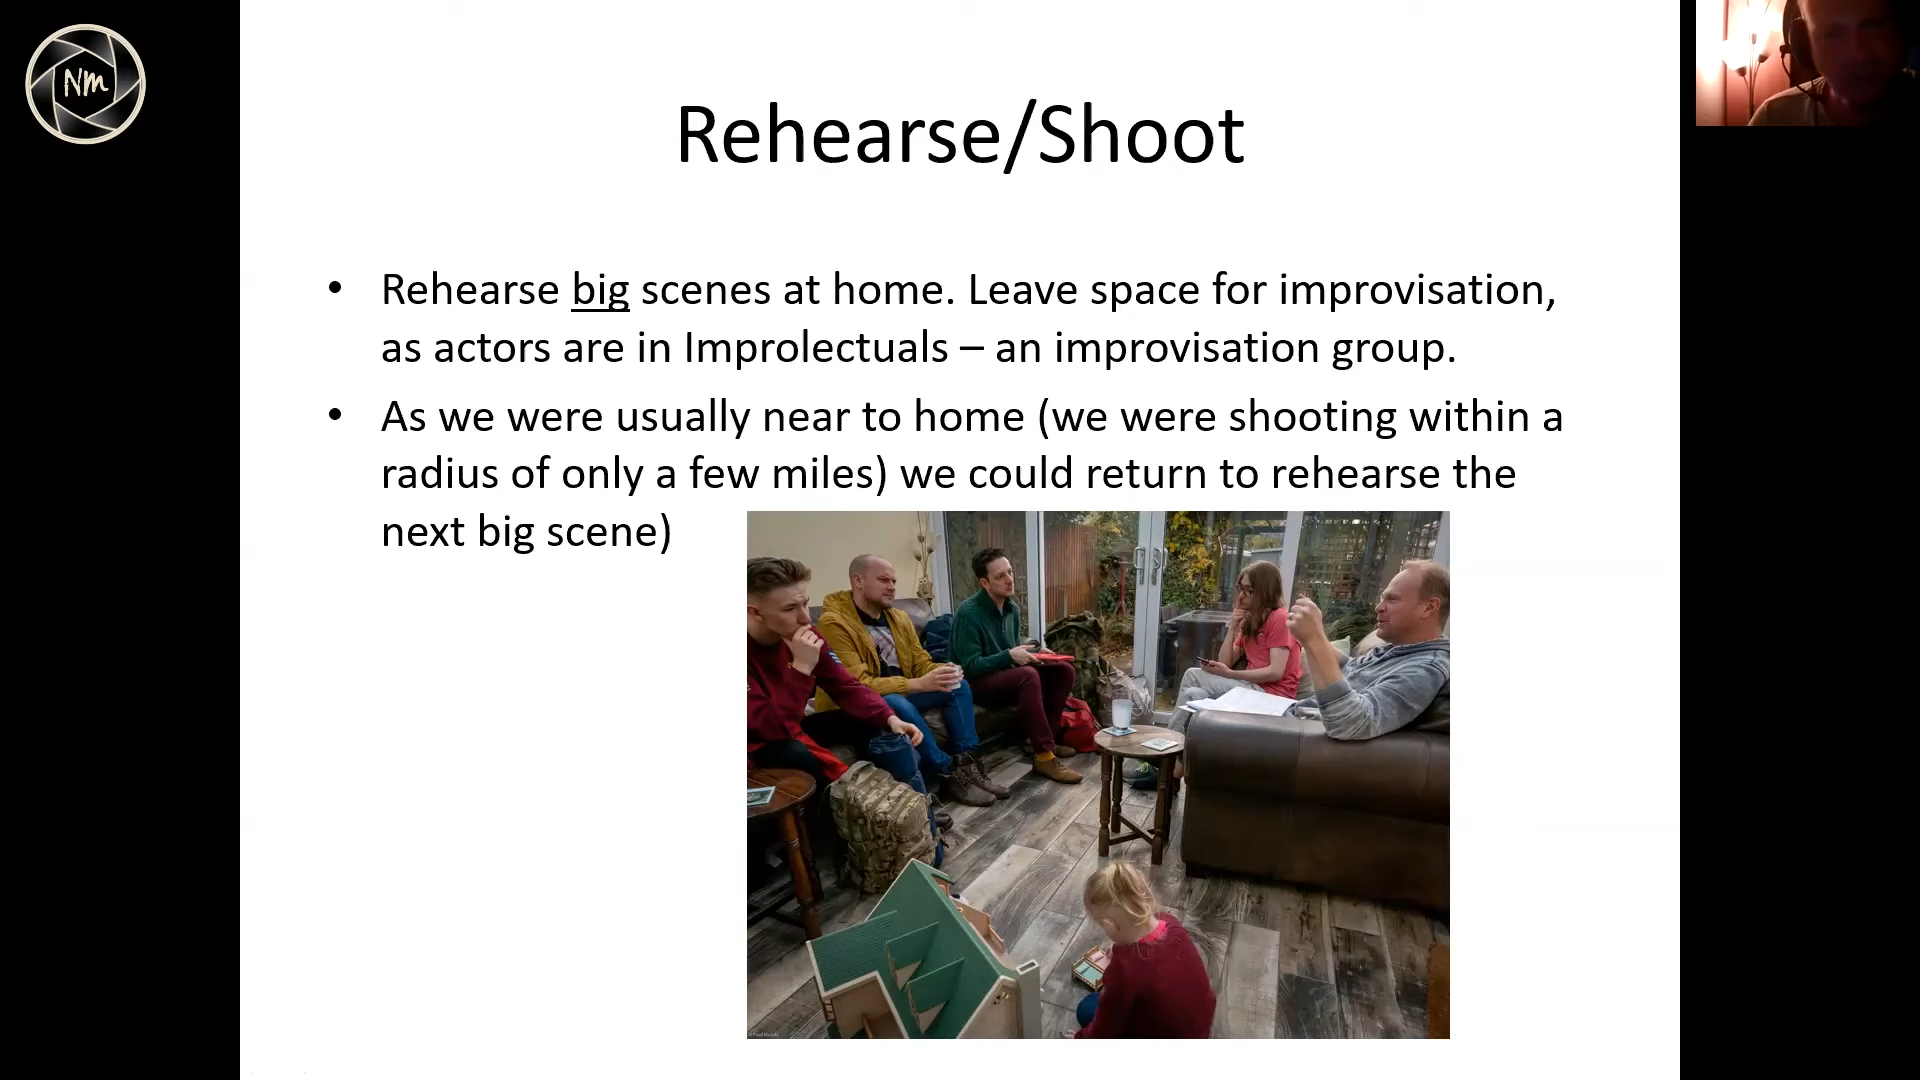 Nm
Rehearse/Shoot
• Rehearse big scenes at home. Leave space for improvisation,
as actors are in Improlectuals – an improvisation group.
• As we were usually near to home (we were shooting within a
radius of only a few miles) we could return to rehearse the
next big scene)